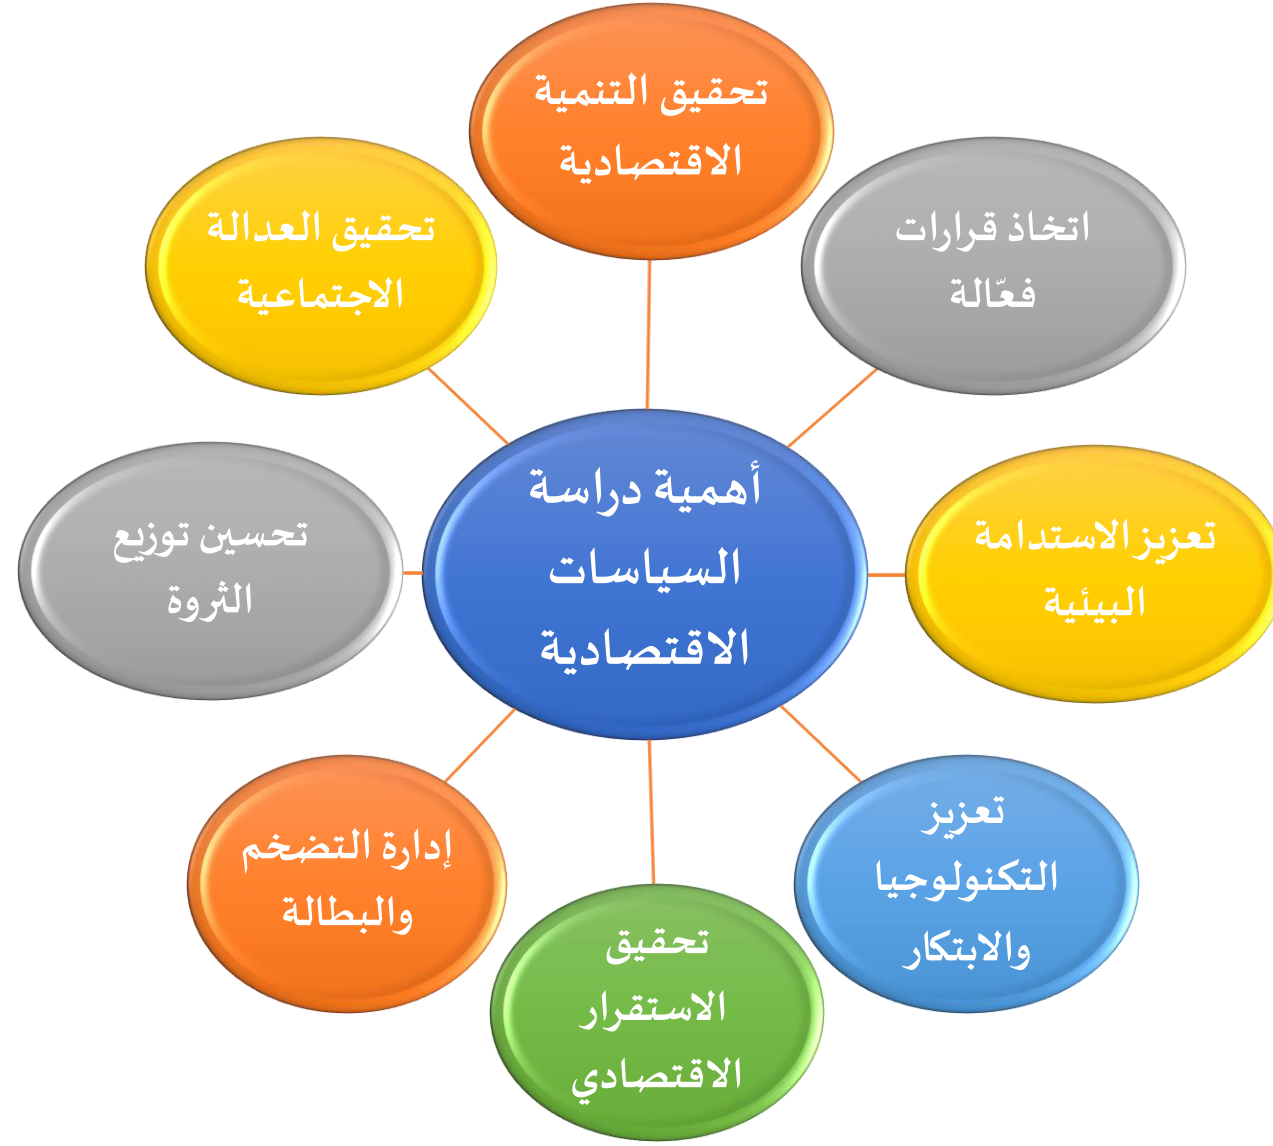 تحقيق التنمية
الاقتصادية
اتخاذ قرارات
فعّالة
تعزيز الاستدامة
البيئية
تعزيز
التكنولوجيا
والابتكار
تحقيق
الاستقرار
الاقتصادي
إدارة التضخم
والبطالة
تحسين توزيع
الثروة
تحقيق العدالة
الاجتماعية
أهمية دراسة
السياسات
الاقتصادية